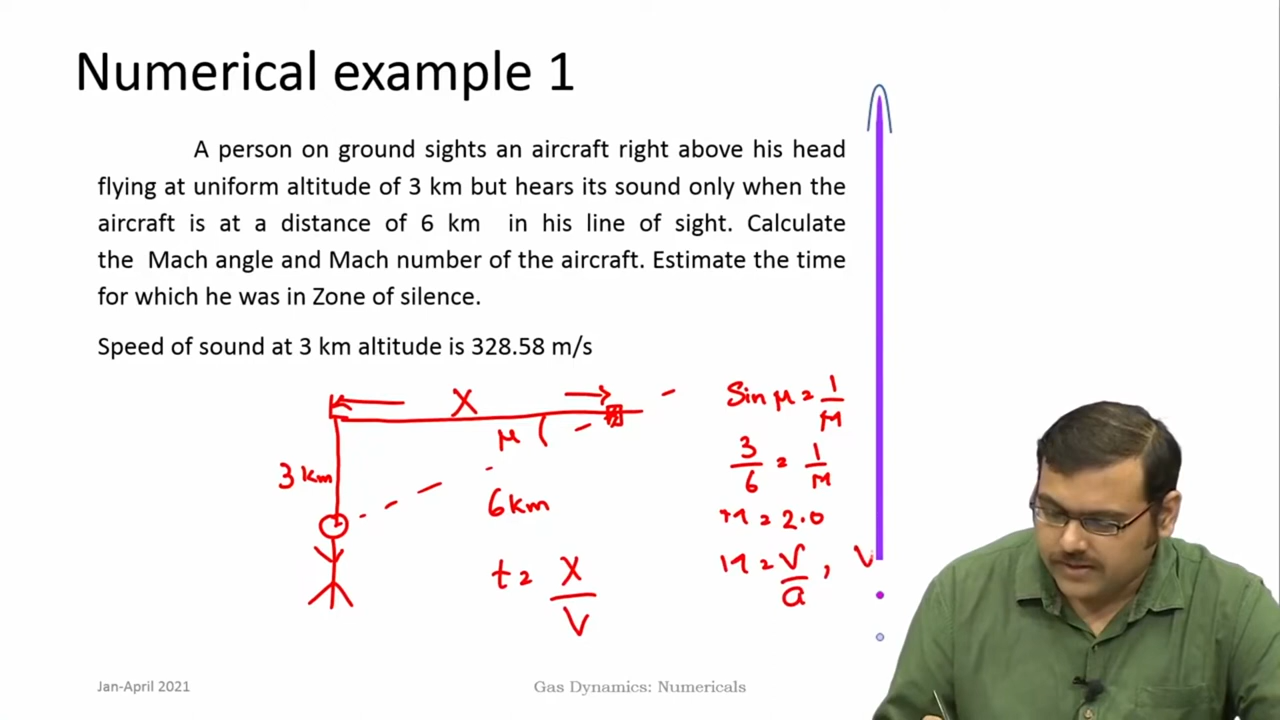 Numerical example 1
A person on ground sights an aircraft right above his head
flying at uniform altitude of 3 km but hears its sound only when the
aircraft is at a distance of 6 km in his line of sight. Calculate
the Mach angle and Mach number of the aircraft. Estimate the time
for which he was in Zone of silence.
Speed of sound at 3 km altitude is 328.58 m/s
X
μ
3 km
6 km
t = X/V
Sin μ = 1/M
3/6 = 1/M
M = 2.0
M = V/a, V
Jan-April 2021
Gas Dynamics: Numericals